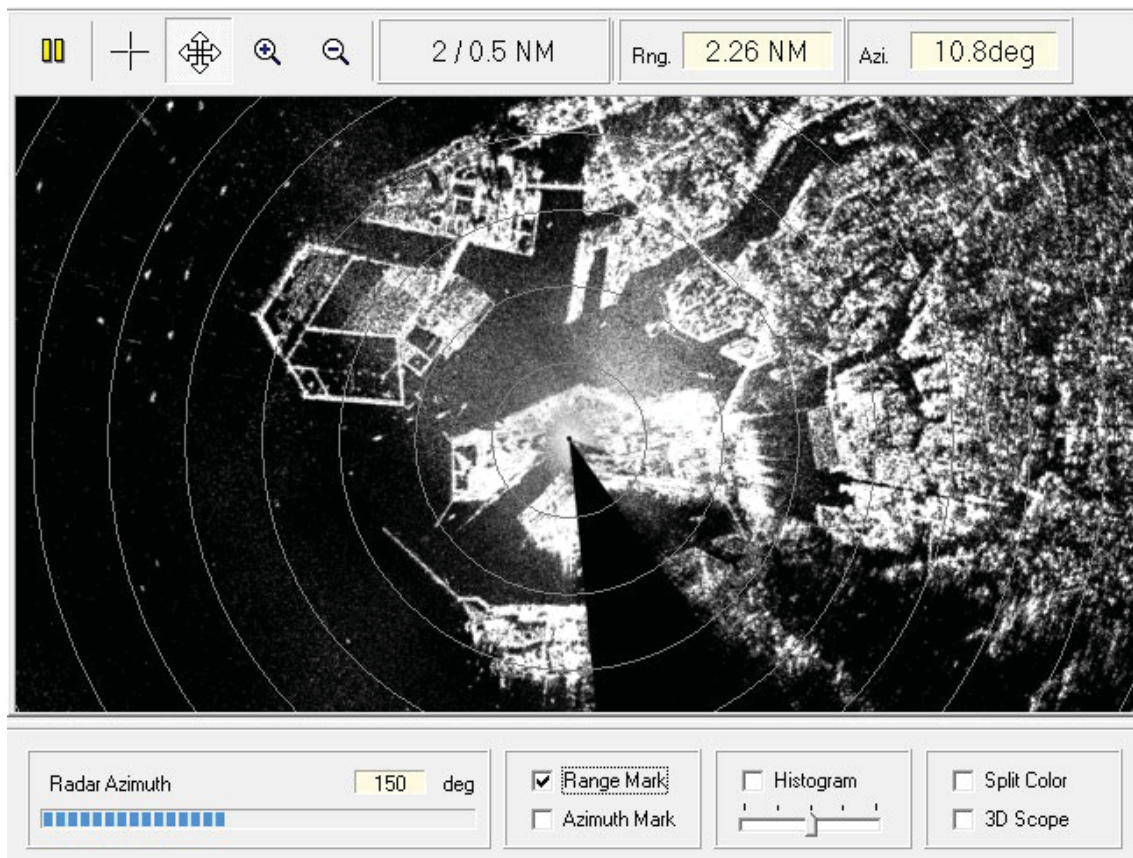 2 / 0.5 NM
Rng. 2.26 NM
Azi. 10.8deg
Radar Azimuth 150 deg
Range Mark
Azimuth Mark
Histogram
Split Color
3D Scope